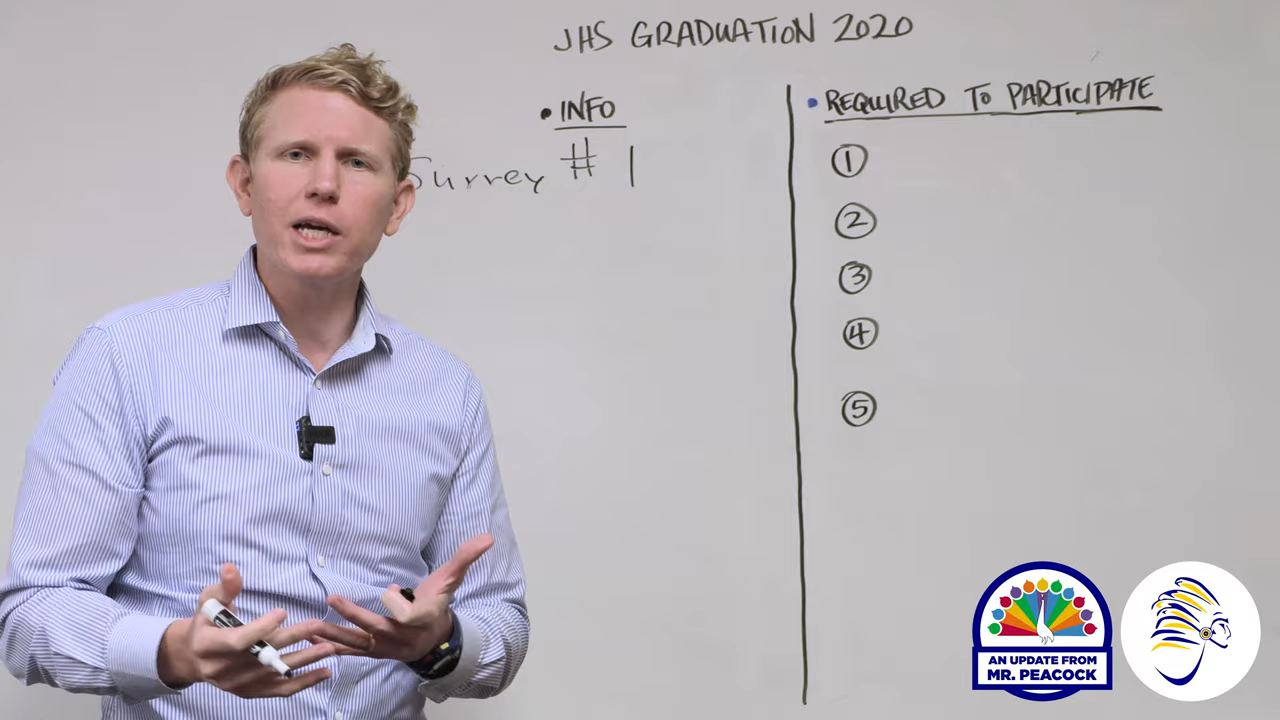 JHS GRADUATION 2020
• INFO
Survey # 1
• REQUIRED TO PARTICIPATE
1
2
3
4
5
AN UPDATE FROM
MR. PEACOCK